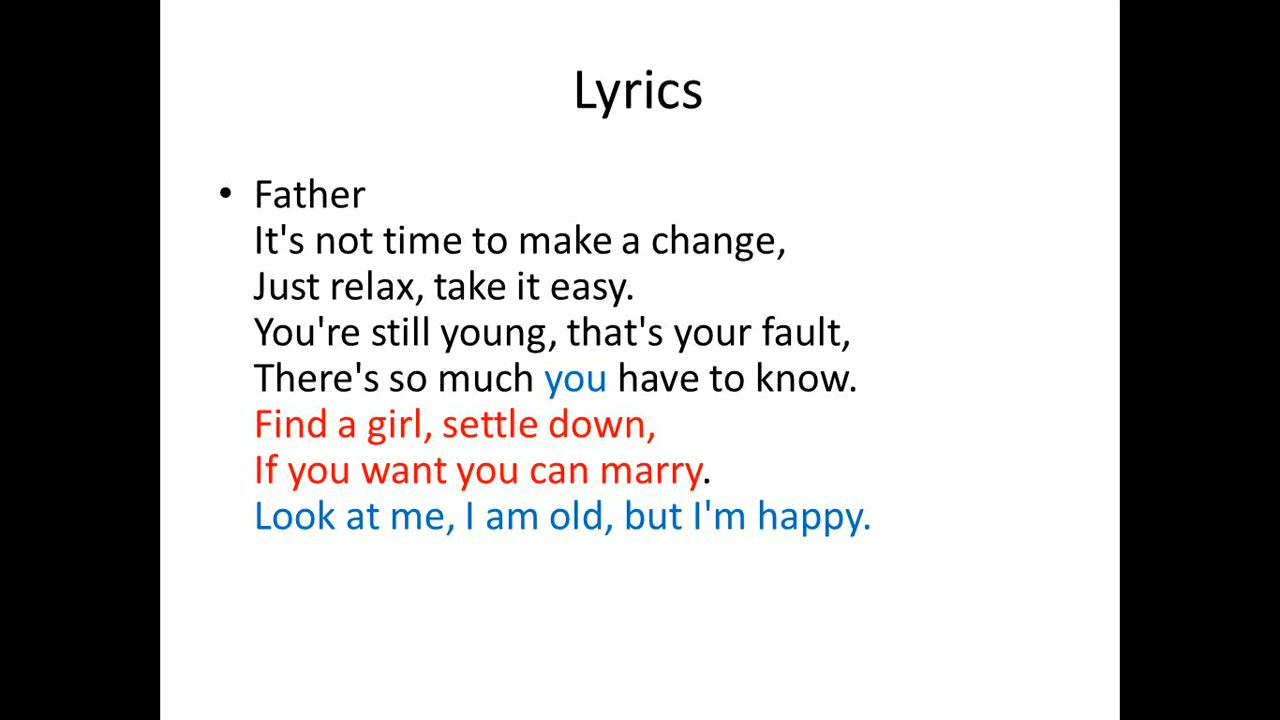 Lyrics
• Father
It's not time to make a change,
Just relax, take it easy.
You're still young, that's your fault,
There's so much you have to know.
Find a girl, settle down,
If you want you can marry.
Look at me, I am old, but I'm happy.